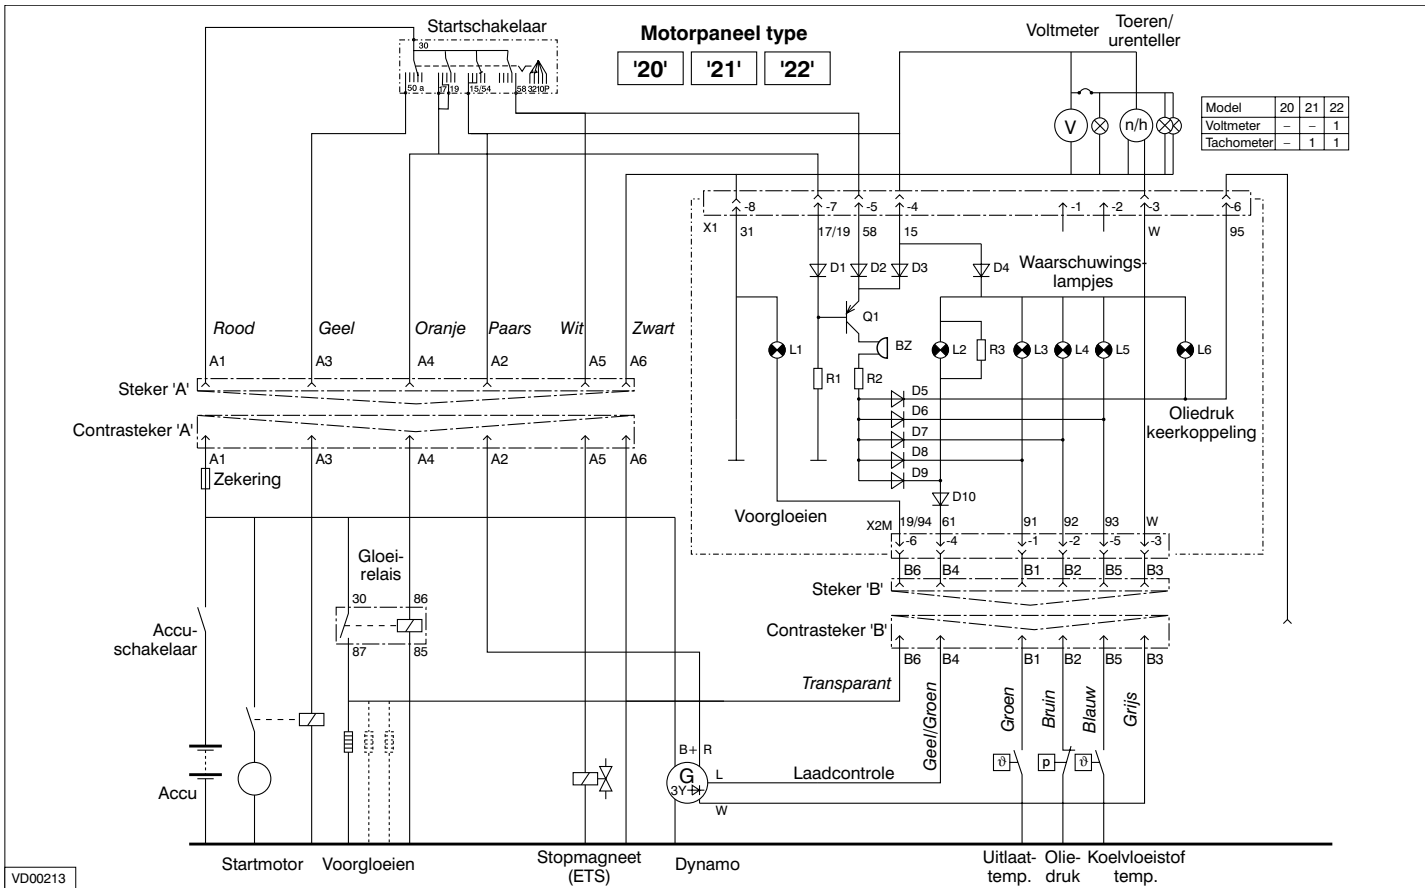 Startschakelaar
30
50 a
17/19
15/54
58
3210P
Motorpaneel type
'20'
'21'
'22'
Voltmeter
Toeren/
urenteller
V
n/h
Model 20 21 22
Voltmeter – – 1
Tachometer – 1 1
X1
-8
-7
-5
-4
-1
-2
-3
-6
31
17/19
58
15
W
95
D1
D2
D3
D4
Waarschuwings-
lampjes
Q1
BZ
L1
L2
R3
L3
L4
L5
L6
R1
R2
D5
D6
D7
D8
D9
D10
Oliedruk
keerkoppeling
Voorgloeien
Rood
Geel
Oranje
Paars
Wit
Zwart
A1
A3
A4
A2
A5
A6
Steker 'A'
Contrasteker 'A'
A1
A3
A4
A2
A5
A6
Zekering
X2M
19/94
61
91
92
93
W
-6
-4
-1
-2
-5
-3
B6
B4
B1
B2
B5
B3
Steker 'B'
Contrasteker 'B'
B6
B4
B1
B2
B5
B3
Gloei-
relais
30
86
87
85
Accu-
schakelaar
Transparant
Geel/Groen
Groen
Bruin
Blauw
Grijs
B+
R
G
3Y
L
W
Laadcontrole
ϑ
p
ϑ
Accu
Startmotor
Voorgloeien
Stopmagneet
(ETS)
Dynamo
Uitlaat-
temp.
Olie-
druk
Koelvloeistof
temp.
VD00213